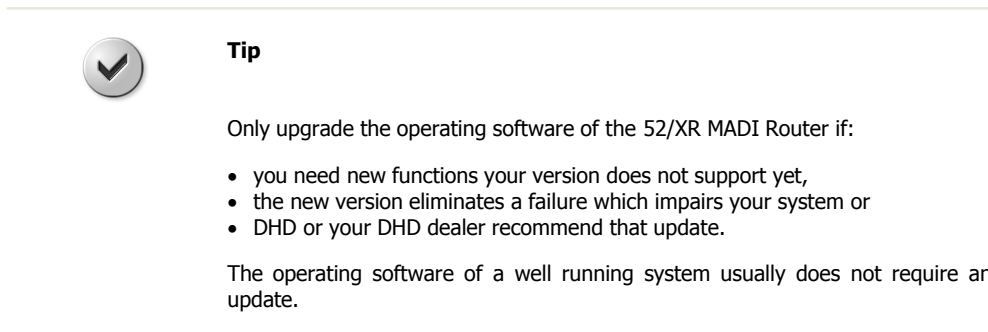 Tip
Only upgrade the operating software of the 52/XR MADI Router if:
• you need new functions your version does not support yet,
• the new version eliminates a failure which impairs your system or
• DHD or your DHD dealer recommend that update.
The operating software of a well running system usually does not require an
update.